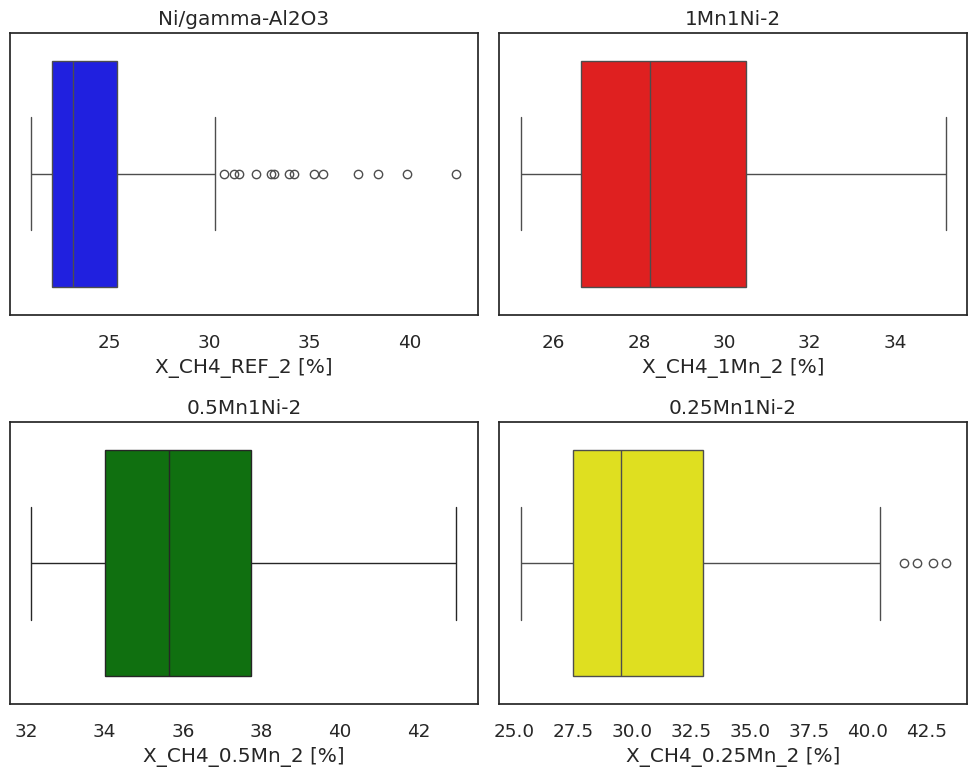 Ni/gamma-Al2O3
1Mn1Ni-2
25 30 35 40
26 28 30 32 34
X_CH4_REF_2 [%]
X_CH4_1Mn_2 [%]
0.5Mn1Ni-2
0.25Mn1Ni-2
32 34 36 38 40 42
25.0 27.5 30.0 32.5 35.0 37.5 40.0 42.5
X_CH4_0.5Mn_2 [%]
X_CH4_0.25Mn_2 [%]